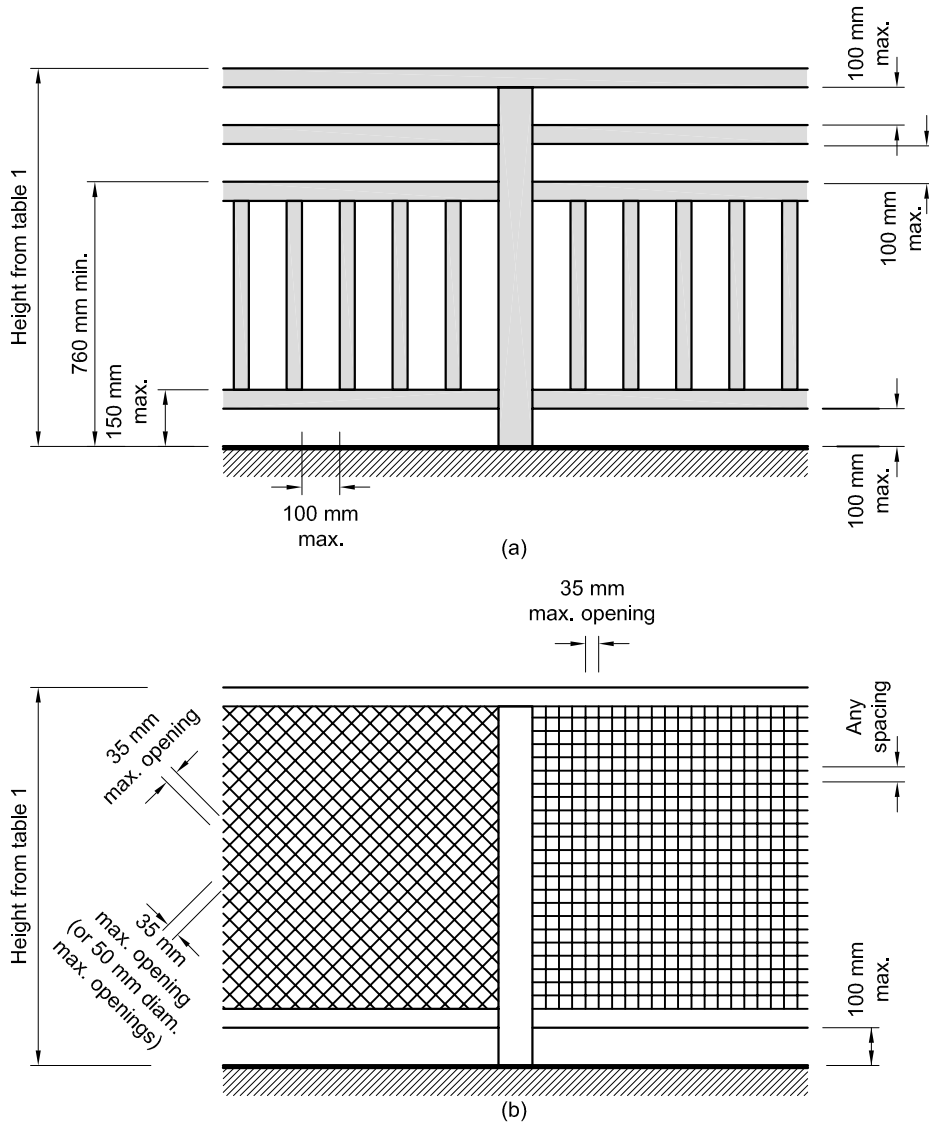 100 mm
max.
Height from table 1
760 mm min.
150 mm
max.
100 mm
max.
100 mm
max.
100 mm
max.
(a)
35 mm
max. opening
Height from table 1
35 mm
max. opening
Any
spacing
35 mm
max. opening
(or 50 mm diam.
max. openings)
100 mm
max.
(b)